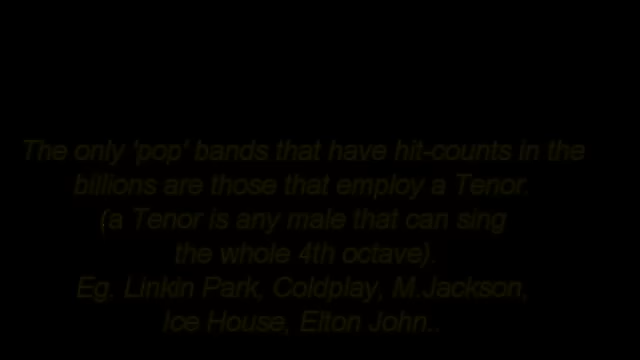 The only 'pop' bands that have hit-counts in the
billions are those that employ a Tenor.
(a Tenor is any male that can sing
the whole 4th octave).
Eg. Linkin Park, Coldplay, M.Jackson,
Ice House, Elton John..